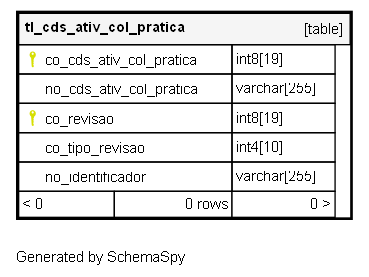 tl_cds_ativ_col_pratica [table]
co_cds_ativ_col_pratica int8[19]
no_cds_ativ_col_pratica varchar[255]
co_revisao int8[19]
co_tipo_revisao int4[10]
no_identificador varchar[255]
< 0 0 rows 0 >
Generated by SchemaSpy